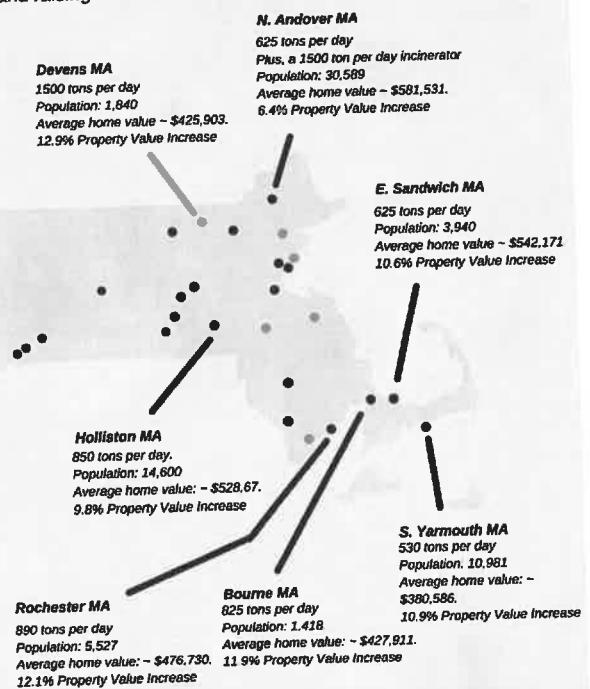 N. Andover MA
625 tons per day
Plus, a 1500 ton per day incinerator
Population: 30,589
Average home value ~ $581,531.
6.4% Property Value Increase
Devens MA
1500 tons per day
Population: 1,840
Average home value ~ $425,903.
12.9% Property Value Increase
E. Sandwich MA
625 tons per day
Population: 3,940
Average home value ~ $542,171
10.6% Property Value Increase
Holliston MA
850 tons per day.
Population: 14,600
Average home value: ~ $528,67.
9.8% Property Value Increase
S. Yarmouth MA
530 tons per day
Population. 10,981
Average home value: ~
$380,586.
10.9% Property Value Increase
Rochester MA
890 tons per day
Population: 5,527
Average home value: ~ $476,730.
12.1% Property Value Increase
Bourne MA
825 tons per day
Population: 1.418
Average home value: ~ $427,911.
11 9% Property Value Increase